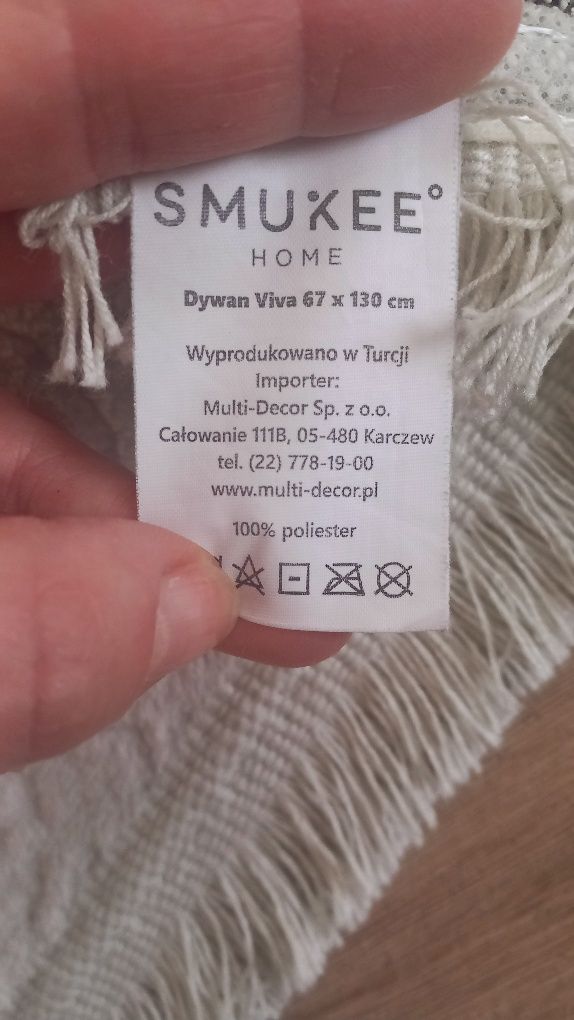 SMUKEE°
HOME
Dywan Viva 67 x 130 cm
Wyprodukowano w Turcji
Importer:
Multi-Decor Sp. z o.o.
Całowanie 111B, 05-480 Karczew
tel. (22) 778-19-00
www.multi-decor.pl
100% poliester